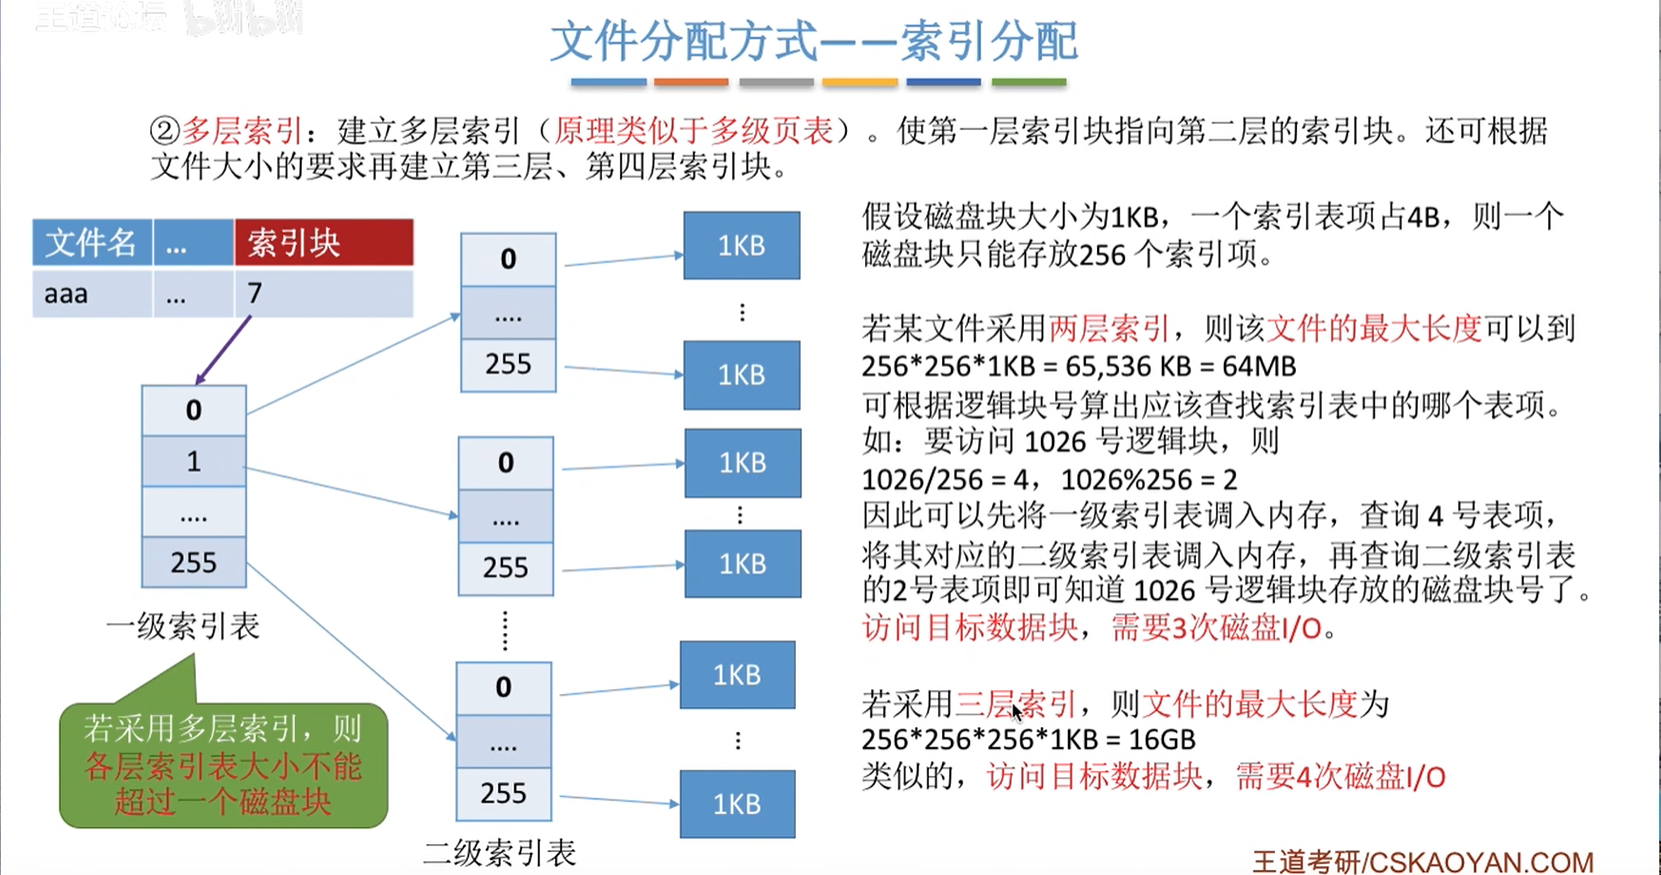 王道论坛 bilibili
文件分配方式——索引分配
②多层索引：建立多层索引（原理类似于多级页表）。使第一层索引块指向第二层的索引块。还可根据
文件大小的要求再建立第三层、第四层索引块。
文件名 ... 索引块
aaa ... 7
0
1
....
255
一级索引表
若采用多层索引，则
各层索引表大小不能
超过一个磁盘块
0
....
255
0
....
255
0
....
255
二级索引表
1KB
1KB
1KB
1KB
1KB
1KB
假设磁盘块大小为1KB，一个索引表项占4B，则一个
磁盘块只能存放256 个索引项。
若某文件采用两层索引，则该文件的最大长度可以到
256*256*1KB = 65,536 KB = 64MB
可根据逻辑块号算出应该查找索引表中的哪个表项。
如：要访问 1026 号逻辑块，则
1026/256 = 4，1026%256 = 2
因此可以先将一级索引表调入内存，查询 4 号表项，
将其对应的二级索引表调入内存，再查询二级索引表
的2号表项即可知道 1026 号逻辑块存放的磁盘块号了。
访问目标数据块，需要3次磁盘I/O。
若采用三层索引，则文件的最大长度为
256*256*256*1KB = 16GB
类似的，访问目标数据块，需要4次磁盘I/O
王道考研/CSKAOYAN.COM